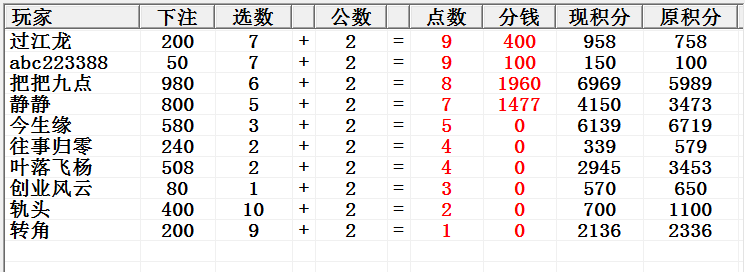 玩家 下注 选数 公数 点数 分钱 现积分 原积分
过江龙 200 7 + 2 = 9 400 958 758
abc223388 50 7 + 2 = 9 100 150 100
把把九点 980 6 + 2 = 8 1960 6969 5989
静静 800 5 + 2 = 7 1477 4150 3473
今生缘 580 3 + 2 = 5 0 6139 6719
往事归零 240 2 + 2 = 4 0 339 579
叶落飞杨 508 2 + 2 = 4 0 2945 3453
创业风云 80 1 + 2 = 3 0 570 650
轨头 400 10 + 2 = 2 0 700 1100
转角 200 9 + 2 = 1 0 2136 2336